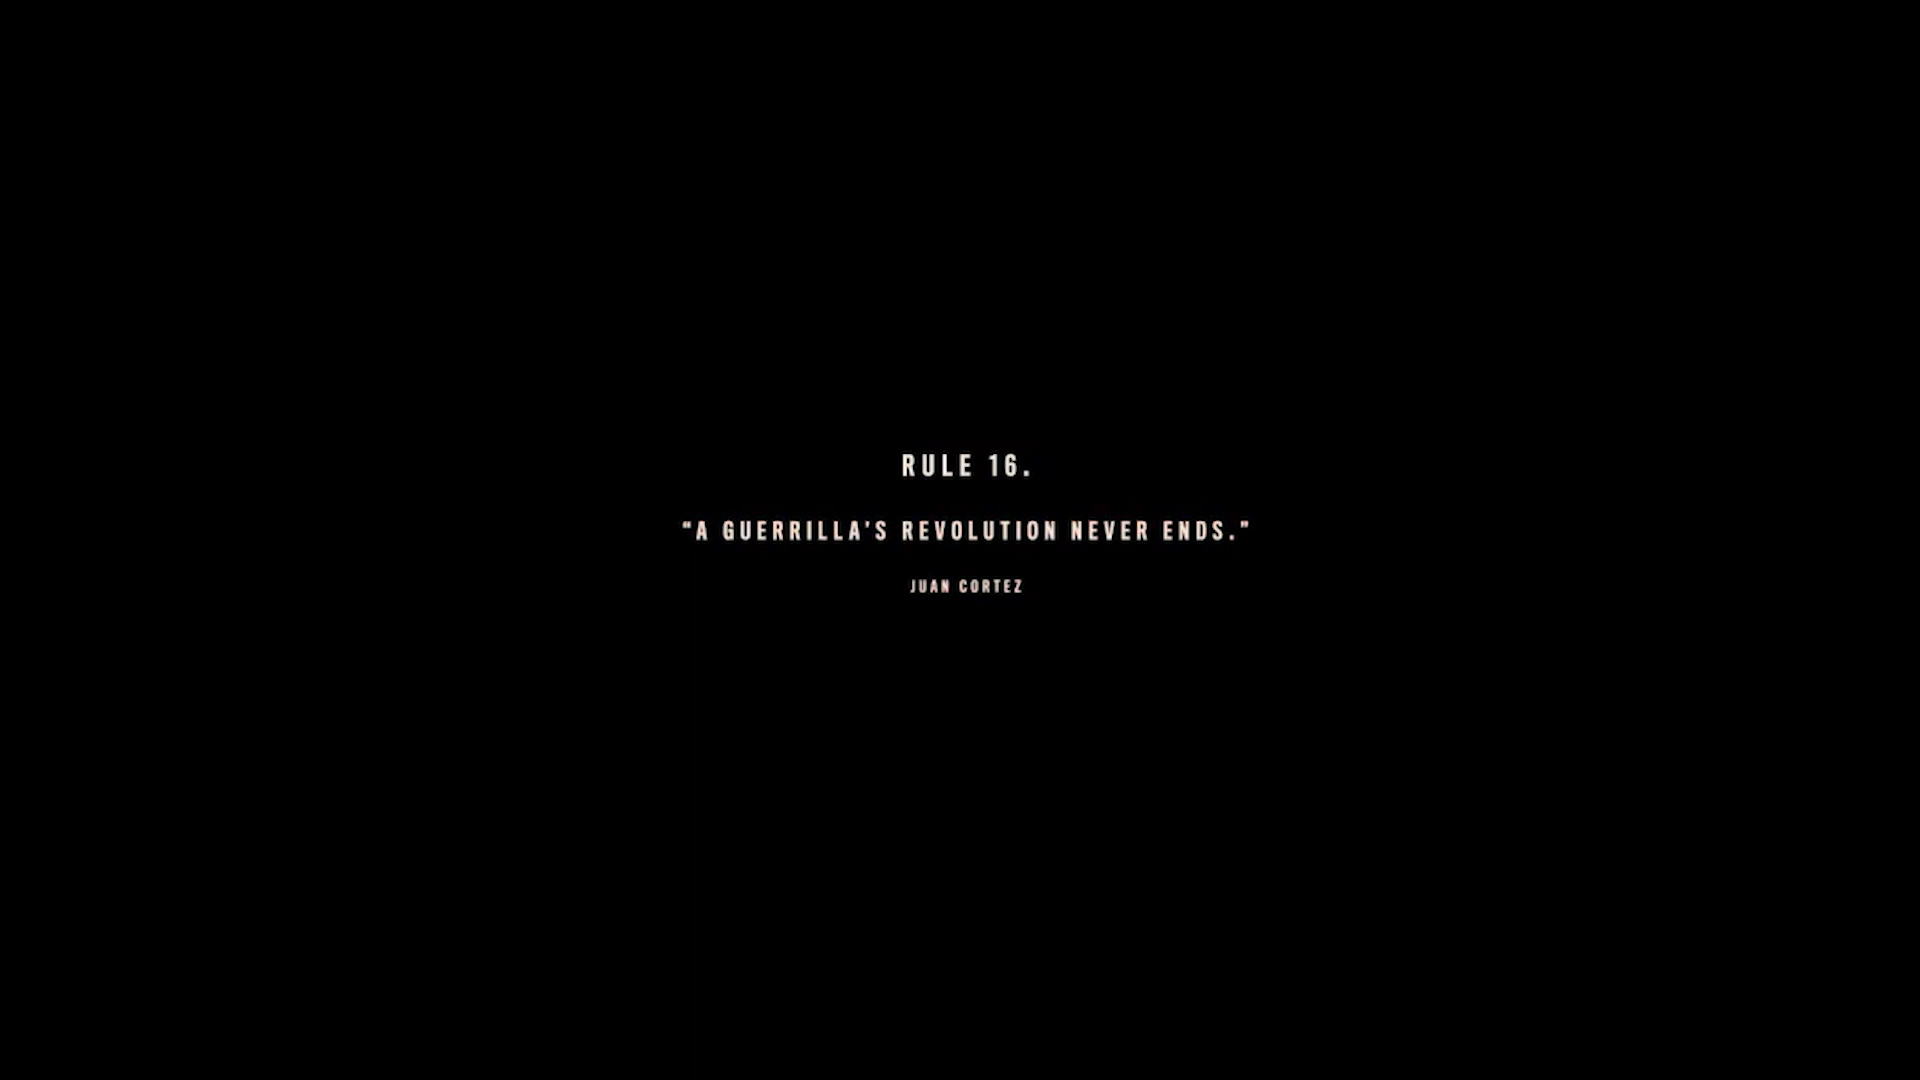 RULE 16.
“A GUERRILLA’S REVOLUTION NEVER ENDS.”
JUAN CORTEZ